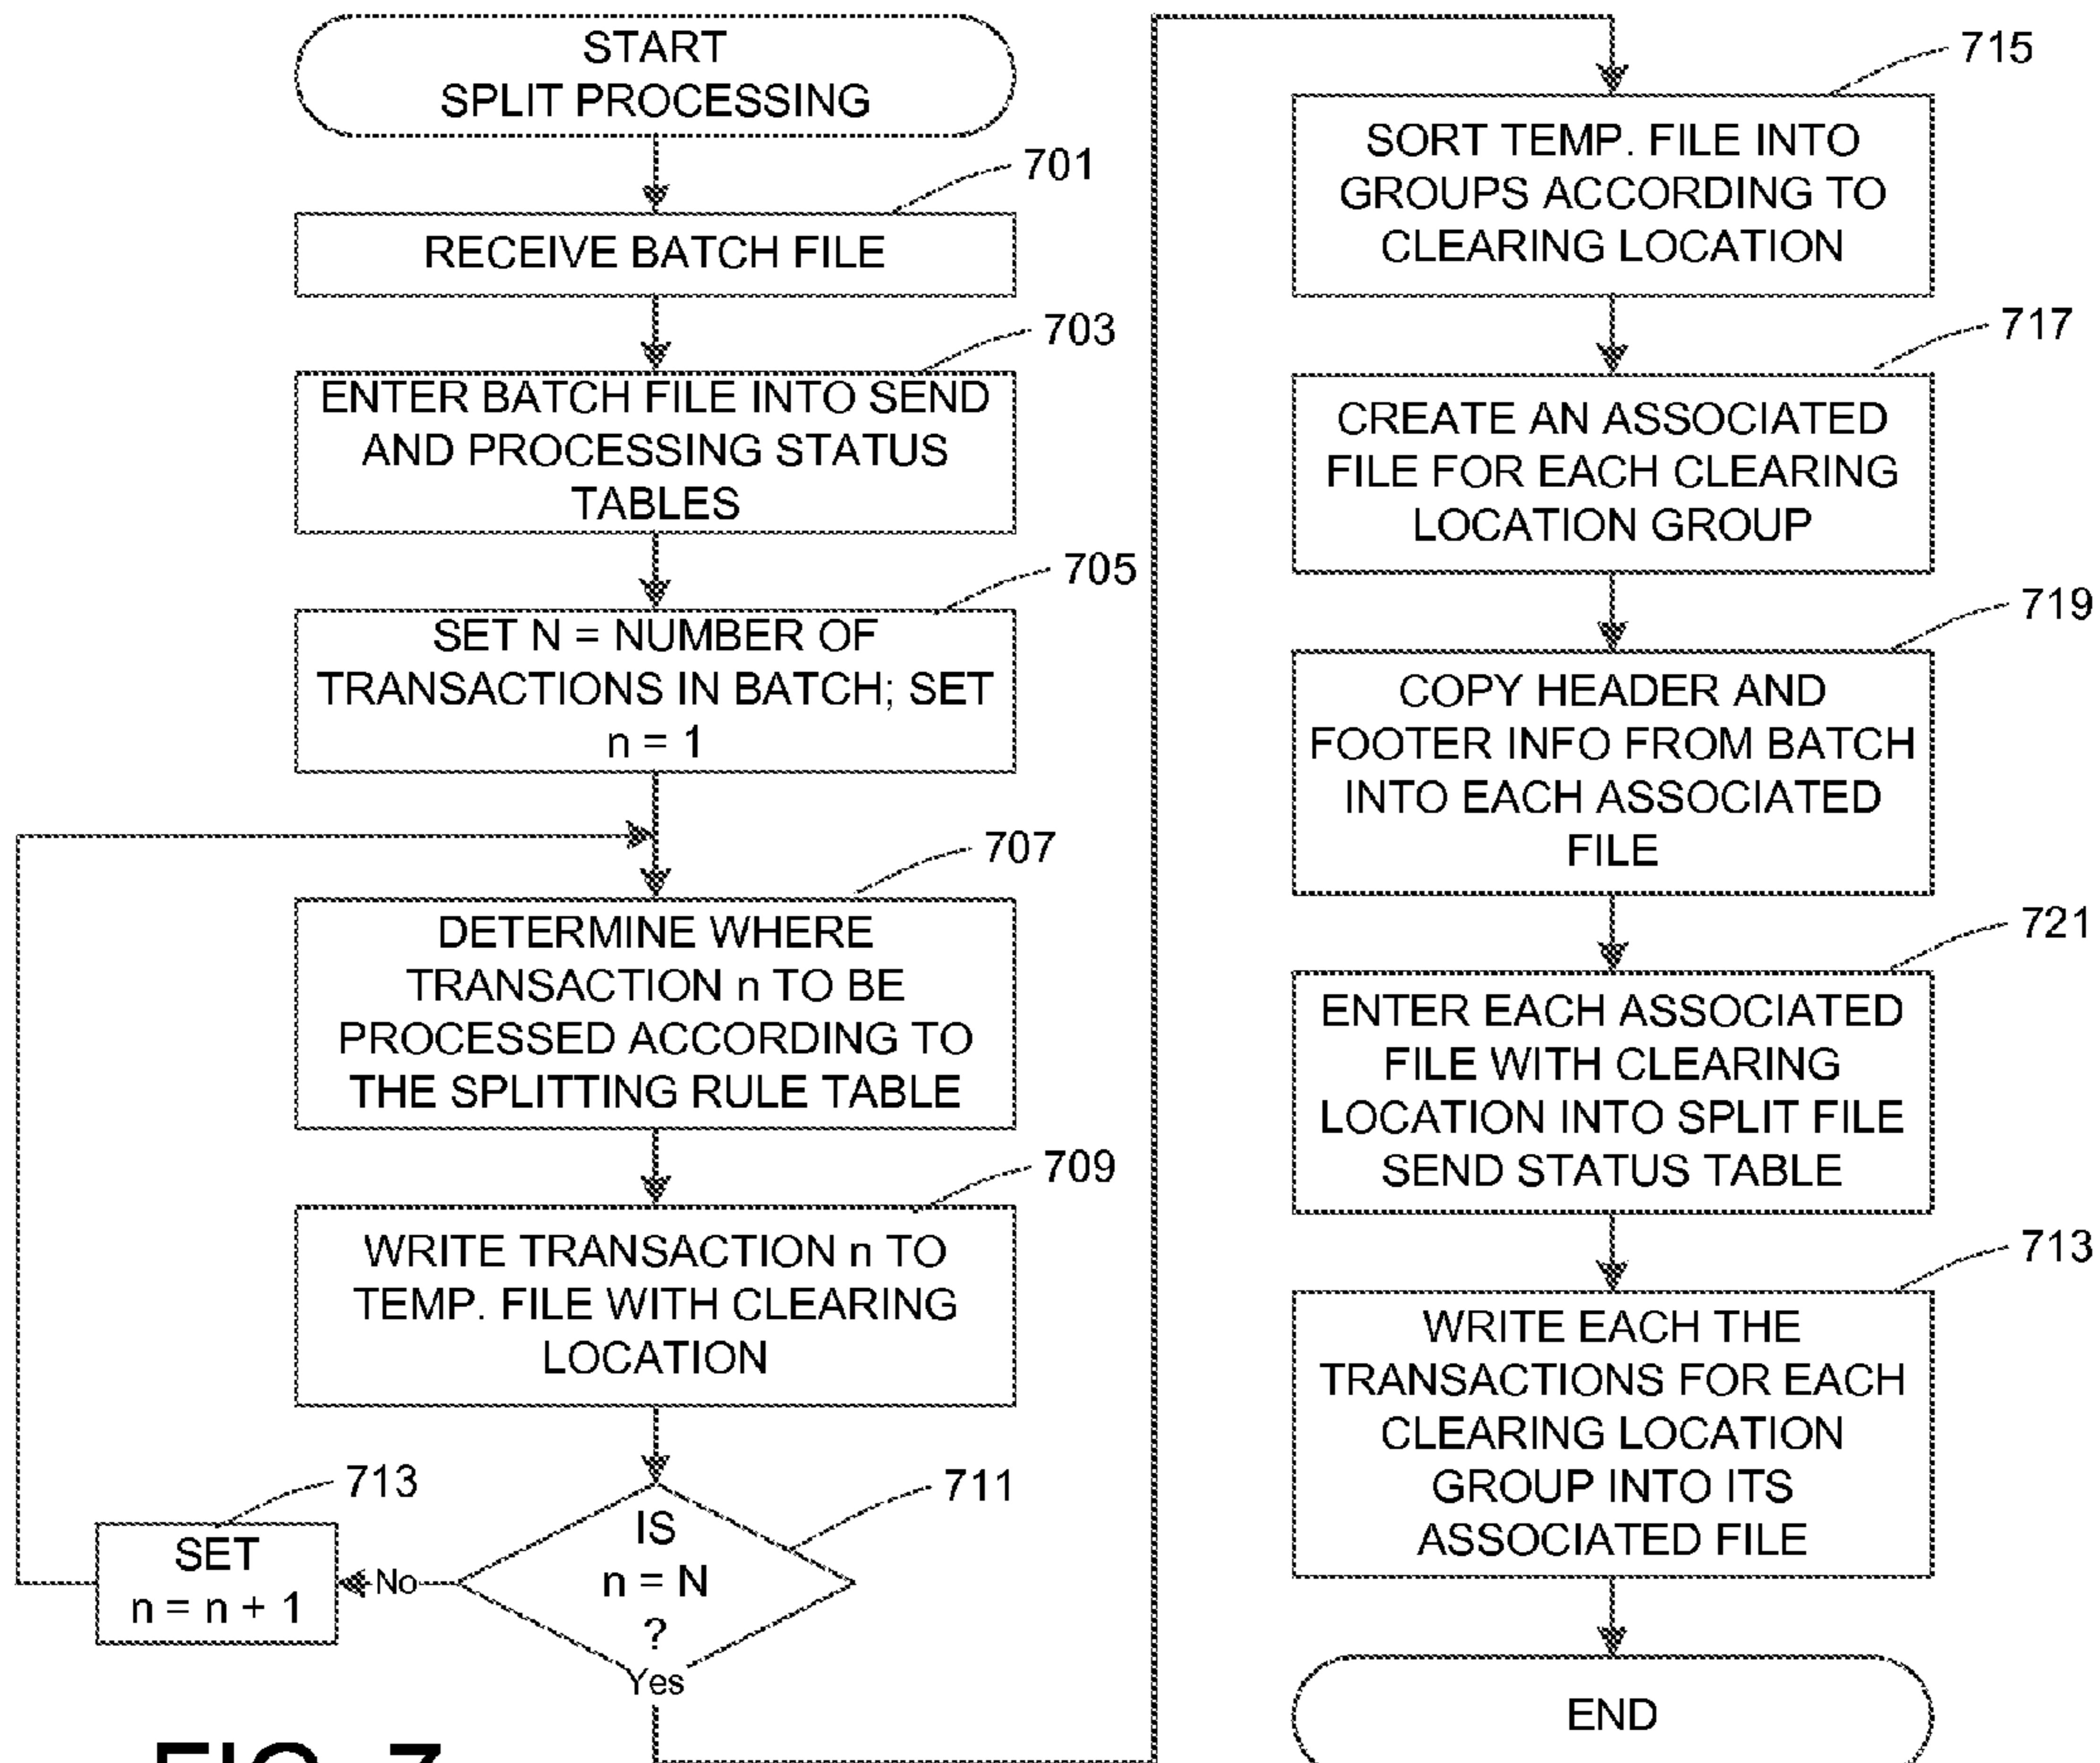 START
SPLIT PROCESSING
701
RECEIVE BATCH FILE
703
ENTER BATCH FILE INTO SEND
AND PROCESSING STATUS
TABLES
705
SET N = NUMBER OF
TRANSACTIONS IN BATCH; SET
n = 1
707
DETERMINE WHERE
TRANSACTION n TO BE
PROCESSED ACCORDING TO
THE SPLITTING RULE TABLE
709
WRITE TRANSACTION n TO
TEMP. FILE WITH CLEARING
LOCATION
711
IS
n = N
?
No
Yes
713
SET
n = n + 1
715
SORT TEMP. FILE INTO
GROUPS ACCORDING TO
CLEARING LOCATION
717
CREATE AN ASSOCIATED
FILE FOR EACH CLEARING
LOCATION GROUP
719
COPY HEADER AND
FOOTER INFO FROM BATCH
INTO EACH ASSOCIATED
FILE
721
ENTER EACH ASSOCIATED
FILE WITH CLEARING
LOCATION INTO SPLIT FILE
SEND STATUS TABLE
713
WRITE EACH THE
TRANSACTIONS FOR EACH
CLEARING LOCATION
GROUP INTO ITS
ASSOCIATED FILE
END
FIG. 7